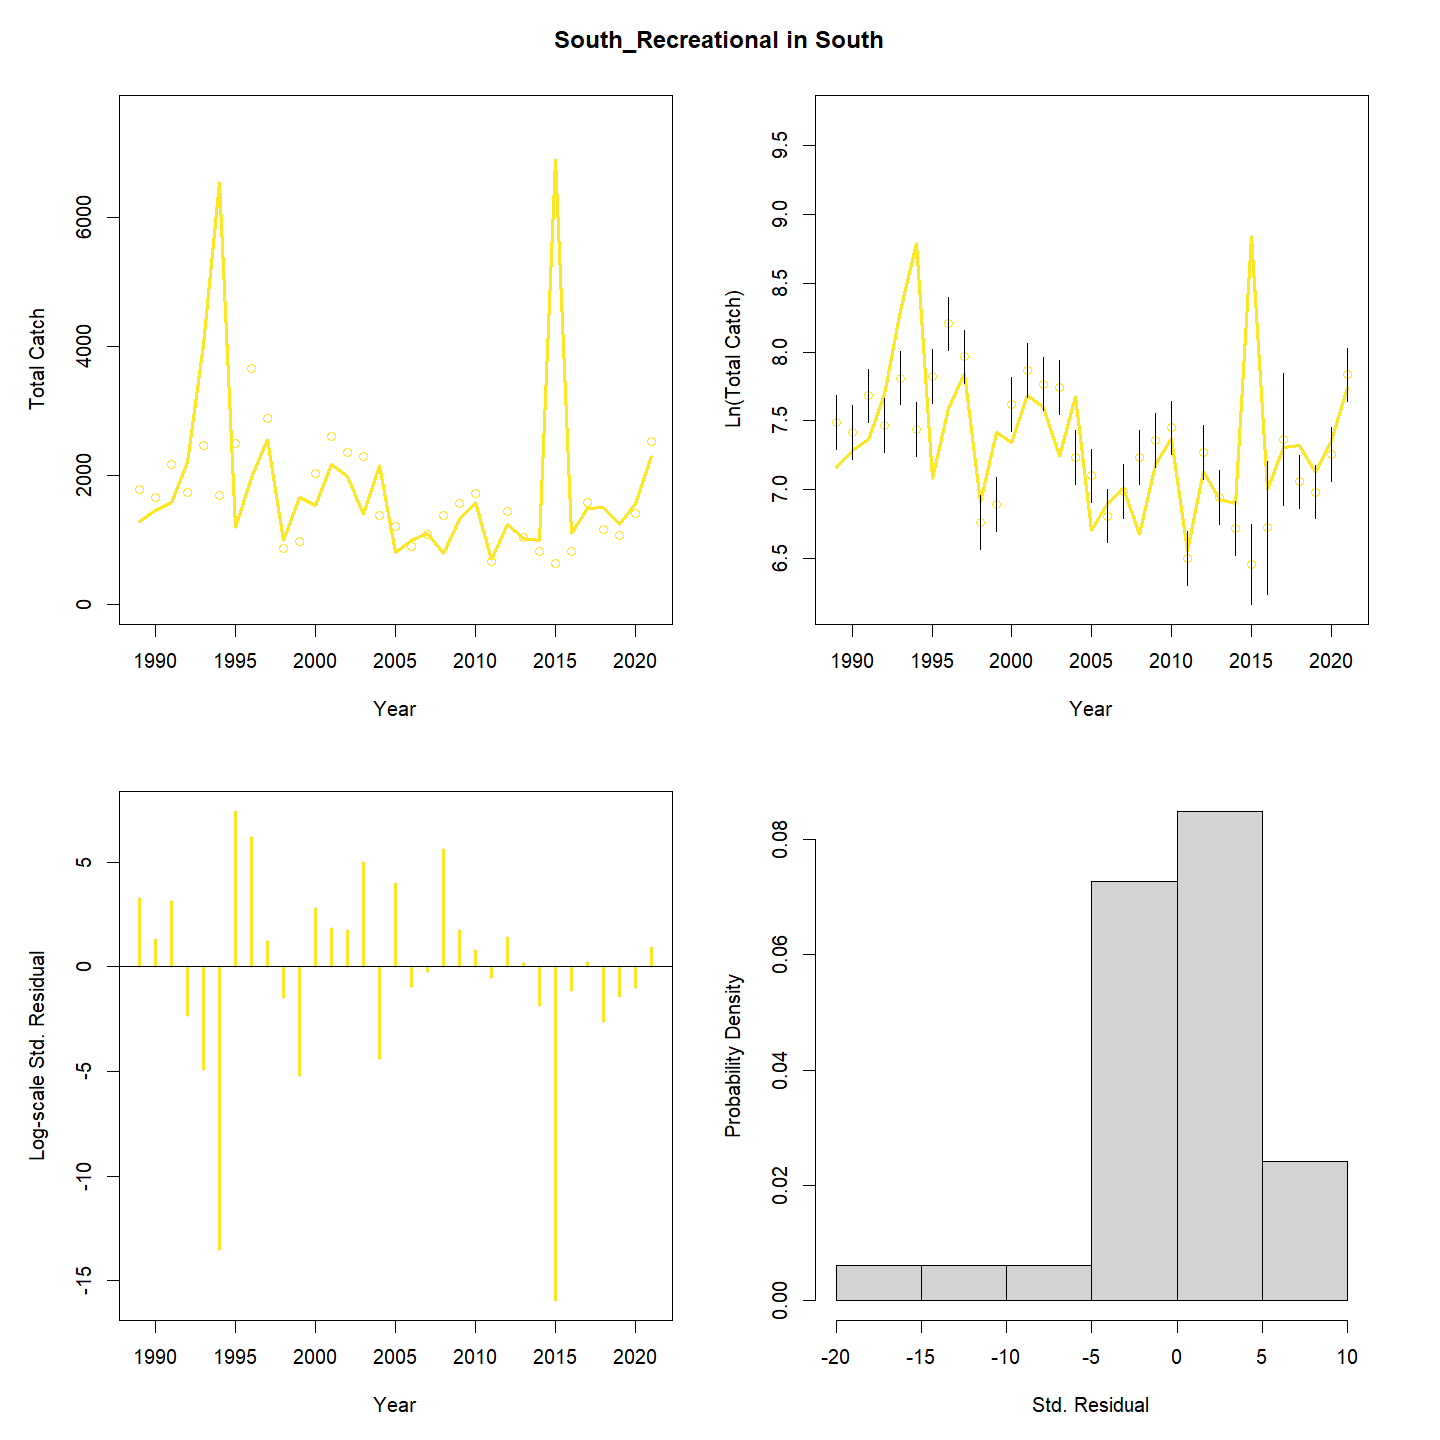 South_Recreational in South
Total Catch
6000
4000
2000
0
1990 1995 2000 2005 2010 2015 2020
Year
Ln(Total Catch)
9.5
9.0
8.5
8.0
7.5
7.0
6.5
1990 1995 2000 2005 2010 2015 2020
Year
Log-scale Std. Residual
5
0
-5
-10
-15
1990 1995 2000 2005 2010 2015 2020
Year
Probability Density
0.08
0.06
0.04
0.02
0.00
-20 -15 -10 -5 0 5 10
Std. Residual